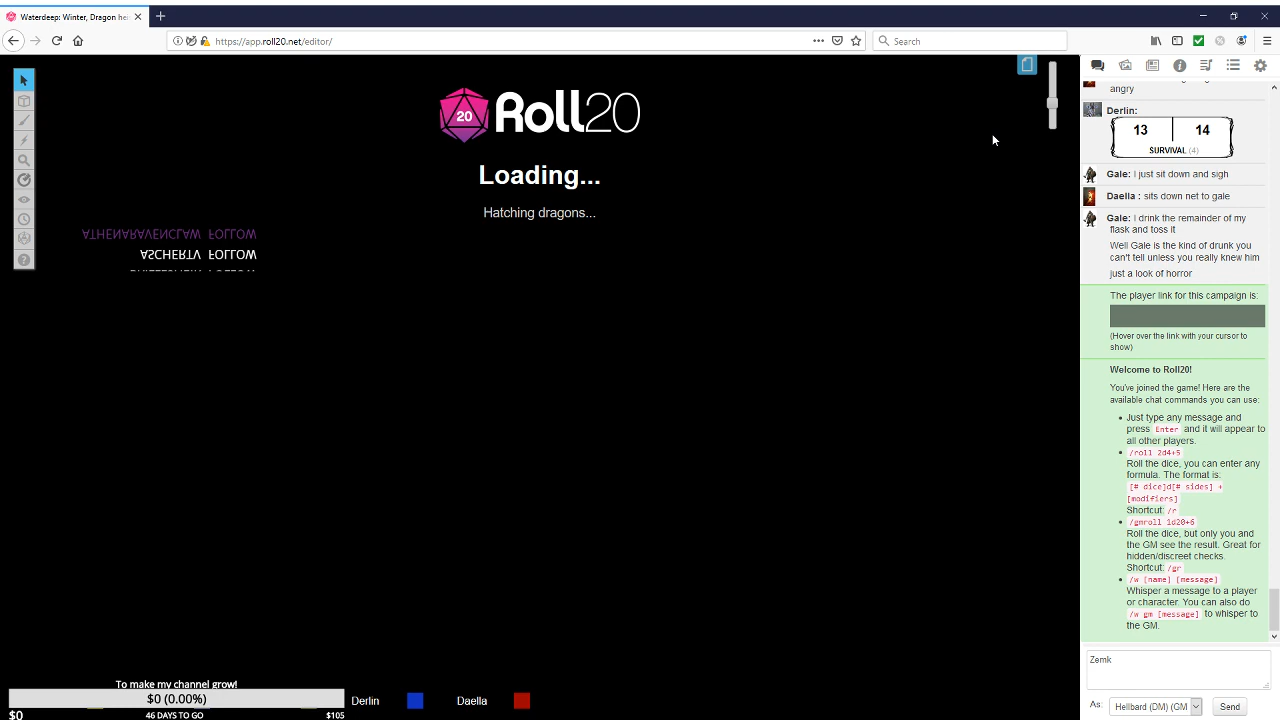 Waterdeep: Winter, Dragon hei
https://app.roll20.net/editor/
Search
20
Roll20
Loading...
Hatching dragons...
ATHENARAVENCLAW FOLLOW
ASCHERTV FOLLOW
angry
Derlin:
13 14
SURVIVAL (4)
Gale: I just sit down and sigh
Daella : sits down net to gale
Gale: I drink the remainder of my
flask and toss it
Well Gale is the kind of drunk you
can't tell unless you really knew him
just a look of horror
The player link for this campaign is:
(Hover over the link with your cursor to
show)
Welcome to Roll20!
You've joined the game! Here are the
available chat commands you can use:
Just type any message and
press Enter and it will appear to
all other players.
/roll 2d4+5
Roll the dice, you can enter any
formula. The format is:
[# dice]d[# sides] +
[modifiers]
Shortcut: /r
/gmroll 1d20+6
Roll the dice, but only you and
the GM see the result. Great for
hidden/discreet checks.
Shortcut: /gr
/w [name] [message]
Whisper a message to a player
or character. You can also do
/w gm [message] to whisper to
the GM.
Zemk
As: Hellbard (DM) (GM Send
To make my channel grow!
$0 (0.00%)
$0 46 DAYS TO GO $105
Derlin Daella